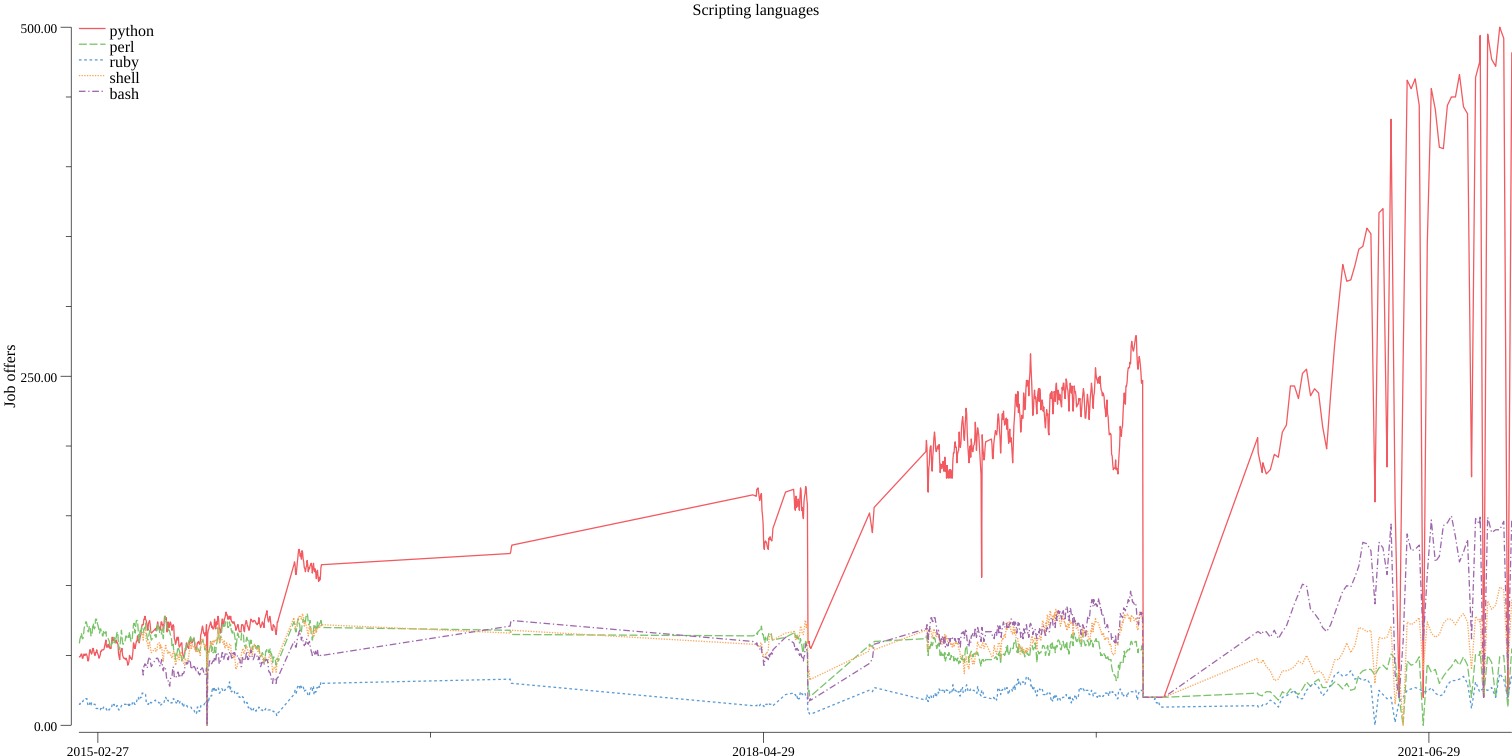 Scripting languages
500.00
python
perl
ruby
shell
bash
Job offers
250.00
0.00
2015-02-27
2018-04-29
2021-06-29